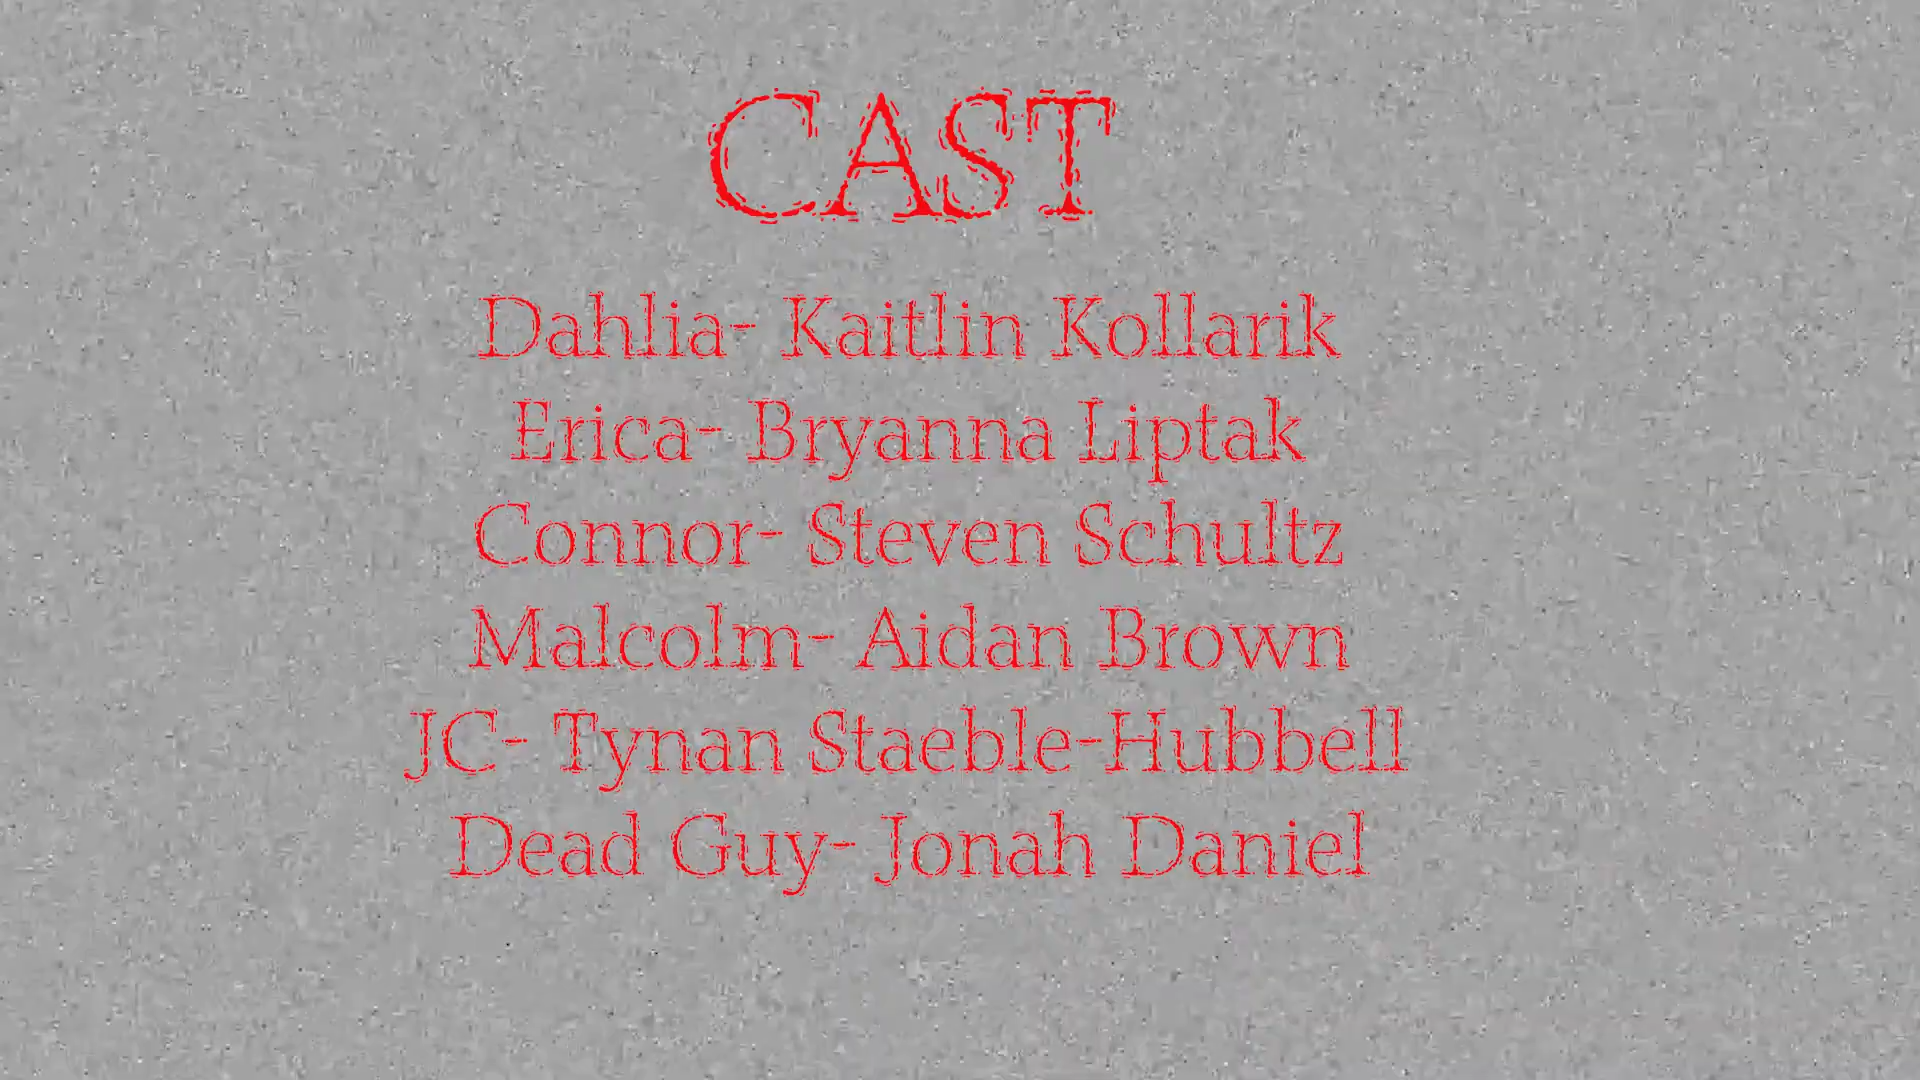 CAST
Dahlia- Kaitlin Kollarik
Erica- Bryanna Liptak
Connor- Steven Schultz
Malcolm- Aidan Brown
JC- Tynan Staeble-Hubbell
Dead Guy- Jonah Daniel